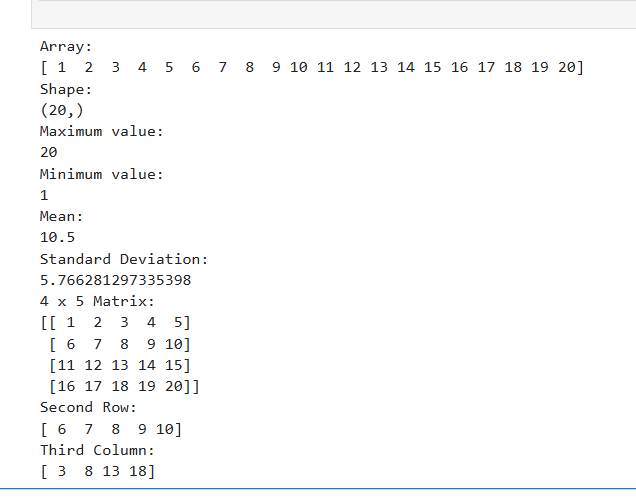 Array:
[ 1  2  3  4  5  6  7  8  9 10 11 12 13 14 15 16 17 18 19 20]
Shape:
(20,)
Maximum value:
20
Minimum value:
1
Mean:
10.5
Standard Deviation:
5.766281297335398
4 x 5 Matrix:
[[ 1  2  3  4  5]
 [ 6  7  8  9 10]
 [11 12 13 14 15]
 [16 17 18 19 20]]
Second Row:
[ 6  7  8  9 10]
Third Column:
[ 3  8 13 18]